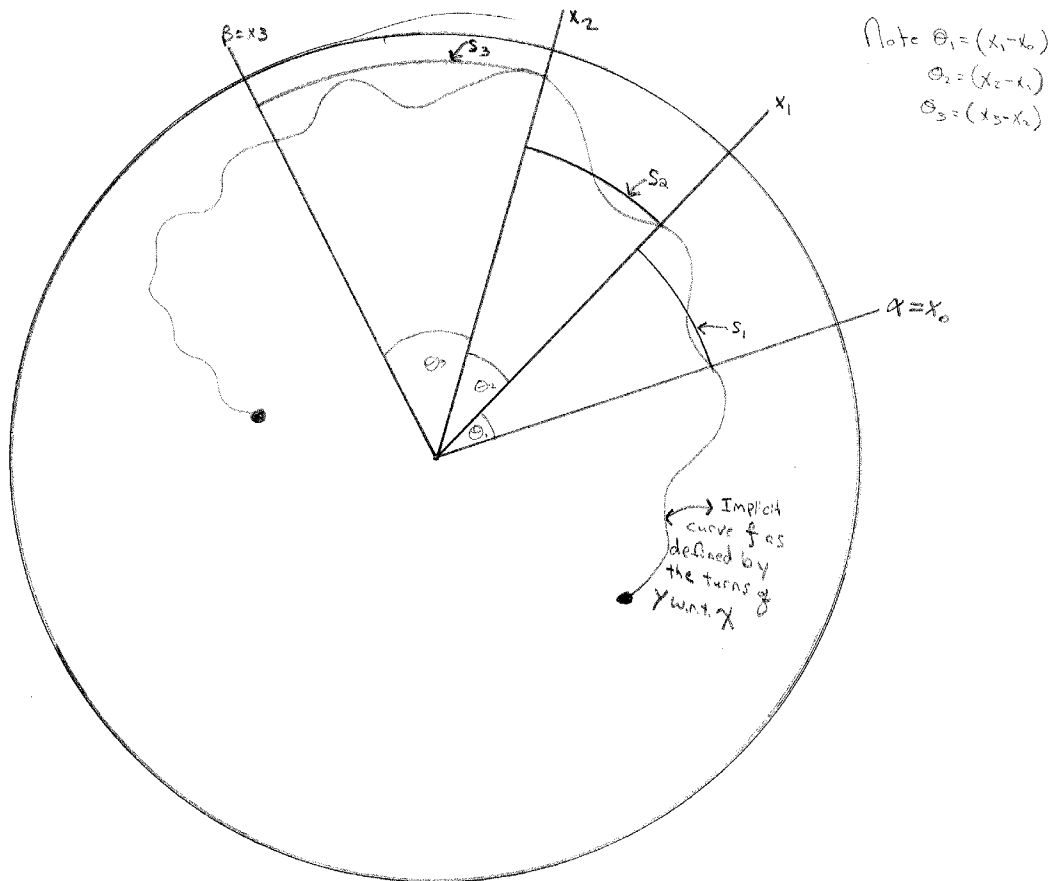 β=x3
S3
x2
Note θ1=(x1-x0)
θ2=(x2-x1)
θ3=(x3-x2)
x1
S2
α=x0
S1
θ3
θ2
θ1
Implicit
curve f as
defined by
the turns of
y w.r.t. x